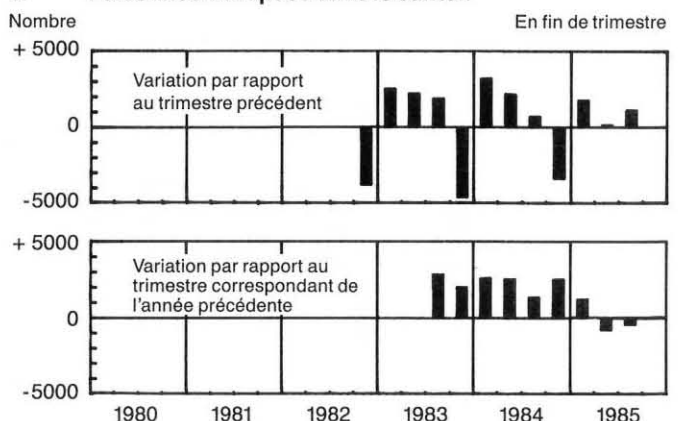 Nombre
En fin de trimestre
+ 5000
Variation par rapport
au trimestre précédent
0
-5000
+ 5000
Variation par rapport au
trimestre correspondant de
l'année précédente
0
-5000
1980 1981 1982 1983 1984 1985